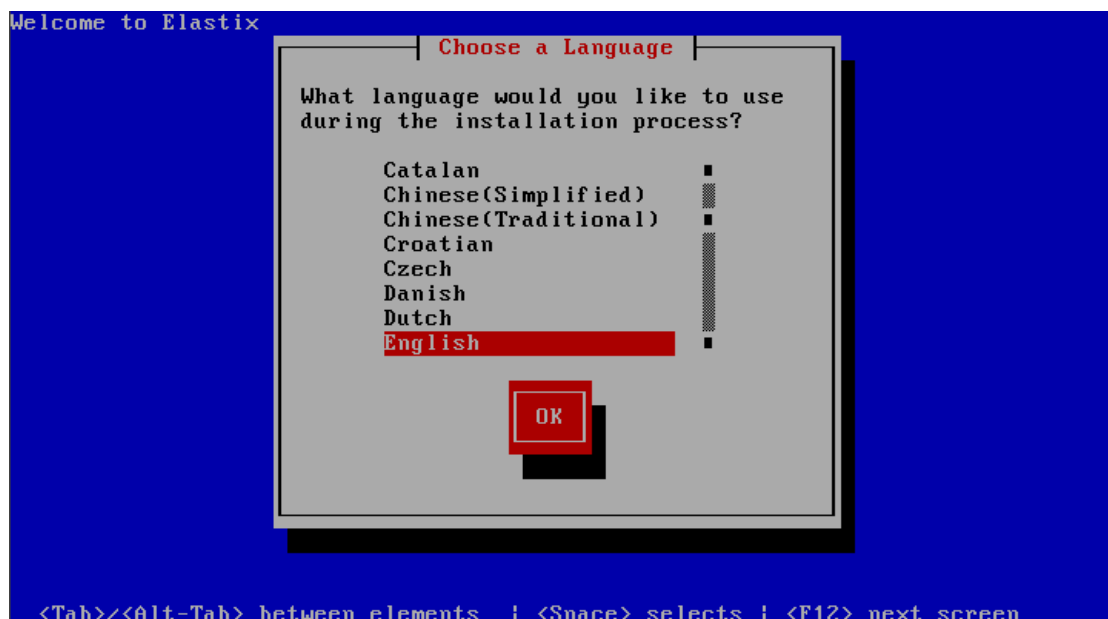 Welcome to Elastix
Choose a Language
What language would you like to use
during the installation process?
Catalan
Chinese(Simplified)
Chinese(Traditional)
Croatian
Czech
Danish
Dutch
English
OK
<Tab>/<Alt-Tab> between elements | <Space> selects | <F12> next screen